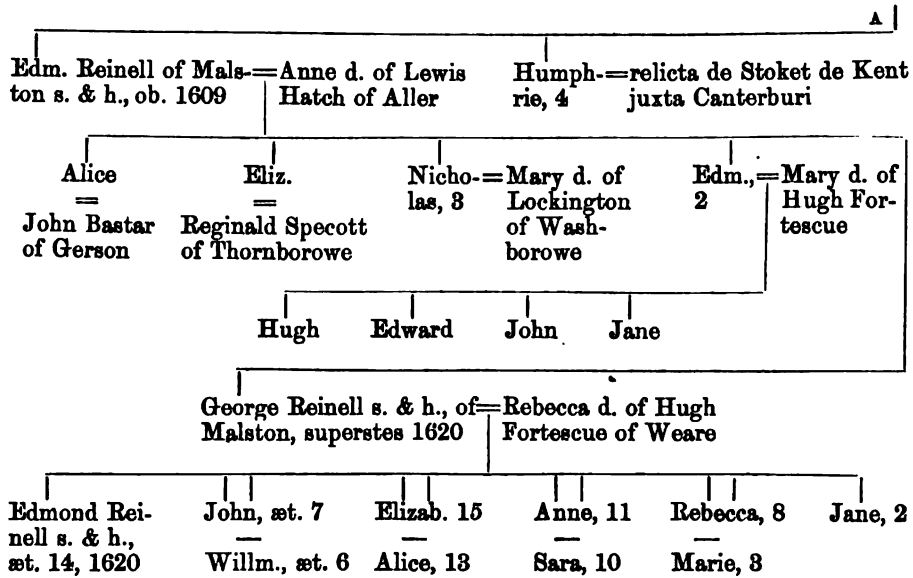 A
Edm. Reinell of Mals-=Anne d. of Lewis
ton s. & h., ob. 1609 Hatch of Aller
Humph-=relicta de Stoket de Kent
rie, 4 juxta Canterburi
Alice
=
John Bastar
of Gerson
Eliz.
=
Reginald Specott
of Thornborowe
Nicho-=Mary d. of
las, 3 Lockington
of Wash-
borowe
Edm.,=Mary d. of
2 Hugh For-
tescue
Hugh Edward John Jane
George Reinell s. & h., of=Rebecca d. of Hugh
Malston, superstes 1620 Fortescue of Weare
Edmond Rei-
nell s. & h.,
æt. 14, 1620
John, æt. 7
—
Willm., æt. 6
Elizab. 15
—
Alice, 13
Anne, 11
—
Sara, 10
Rebecca, 8
—
Marie, 3
Jane, 2